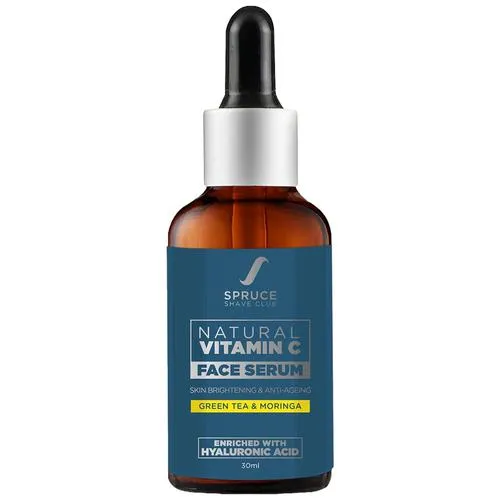 SPRUCE
SHAVE CLUB
NATURAL
VITAMIN C
FACE SERUM
SKIN BRIGHTENING & ANTI-AGEING
GREEN TEA & MORINGA
ENRICHED WITH
HYALURONIC ACID
30ml